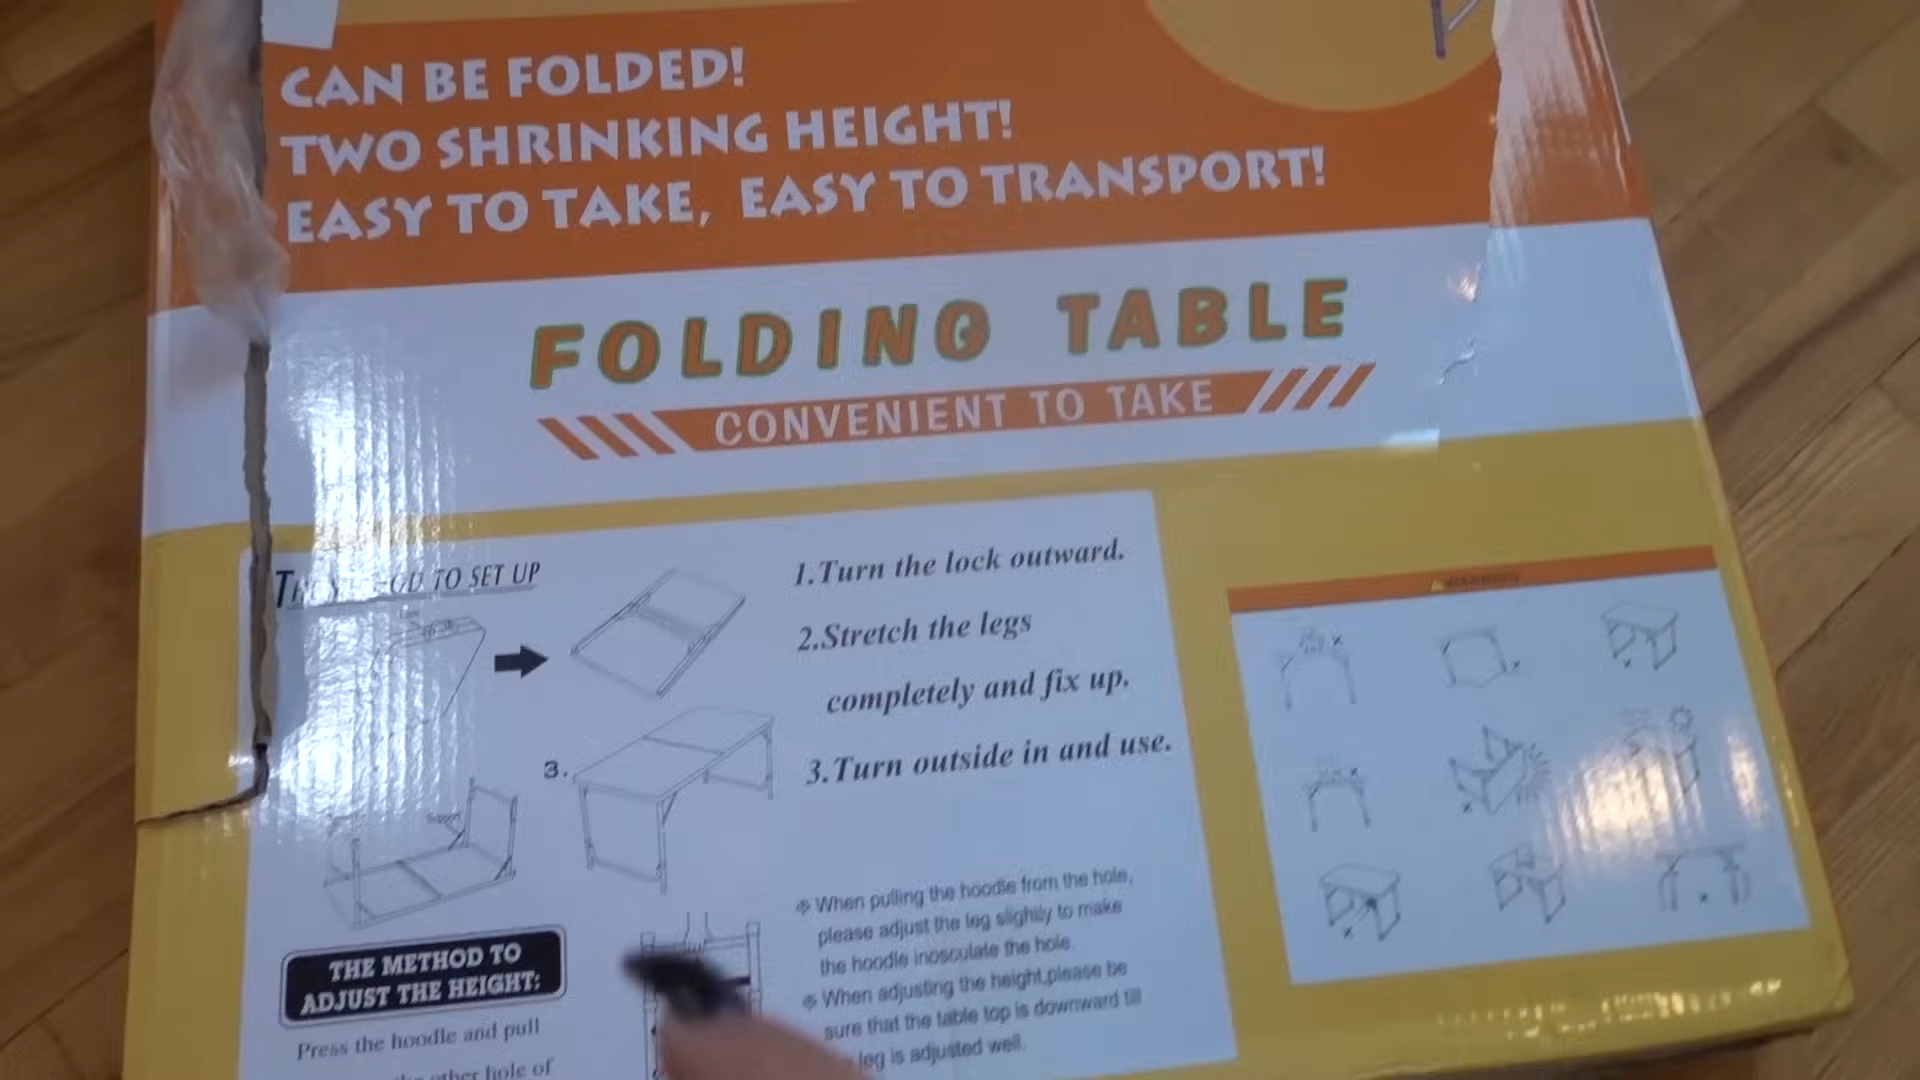 CAN BE FOLDED!
TWO SHRINKING HEIGHT!
EASY TO TAKE, EASY TO TRANSPORT!
FOLDING TABLE
CONVENIENT TO TAKE
TO SET UP
1.Turn the lock outward.
2.Stretch the legs
completely and fix up.
3.
3.Turn outside in and use.
Support
THE METHOD TO
ADJUST THE HEIGHT:
Press the hoodle and pull
other hole of
When pulling the hoodle from the hole,
please adjust the leg slightly to make
the hoodle inosculate the hole.
When adjusting the height,please be
sure that the table top is downward till
leg is adjusted well.